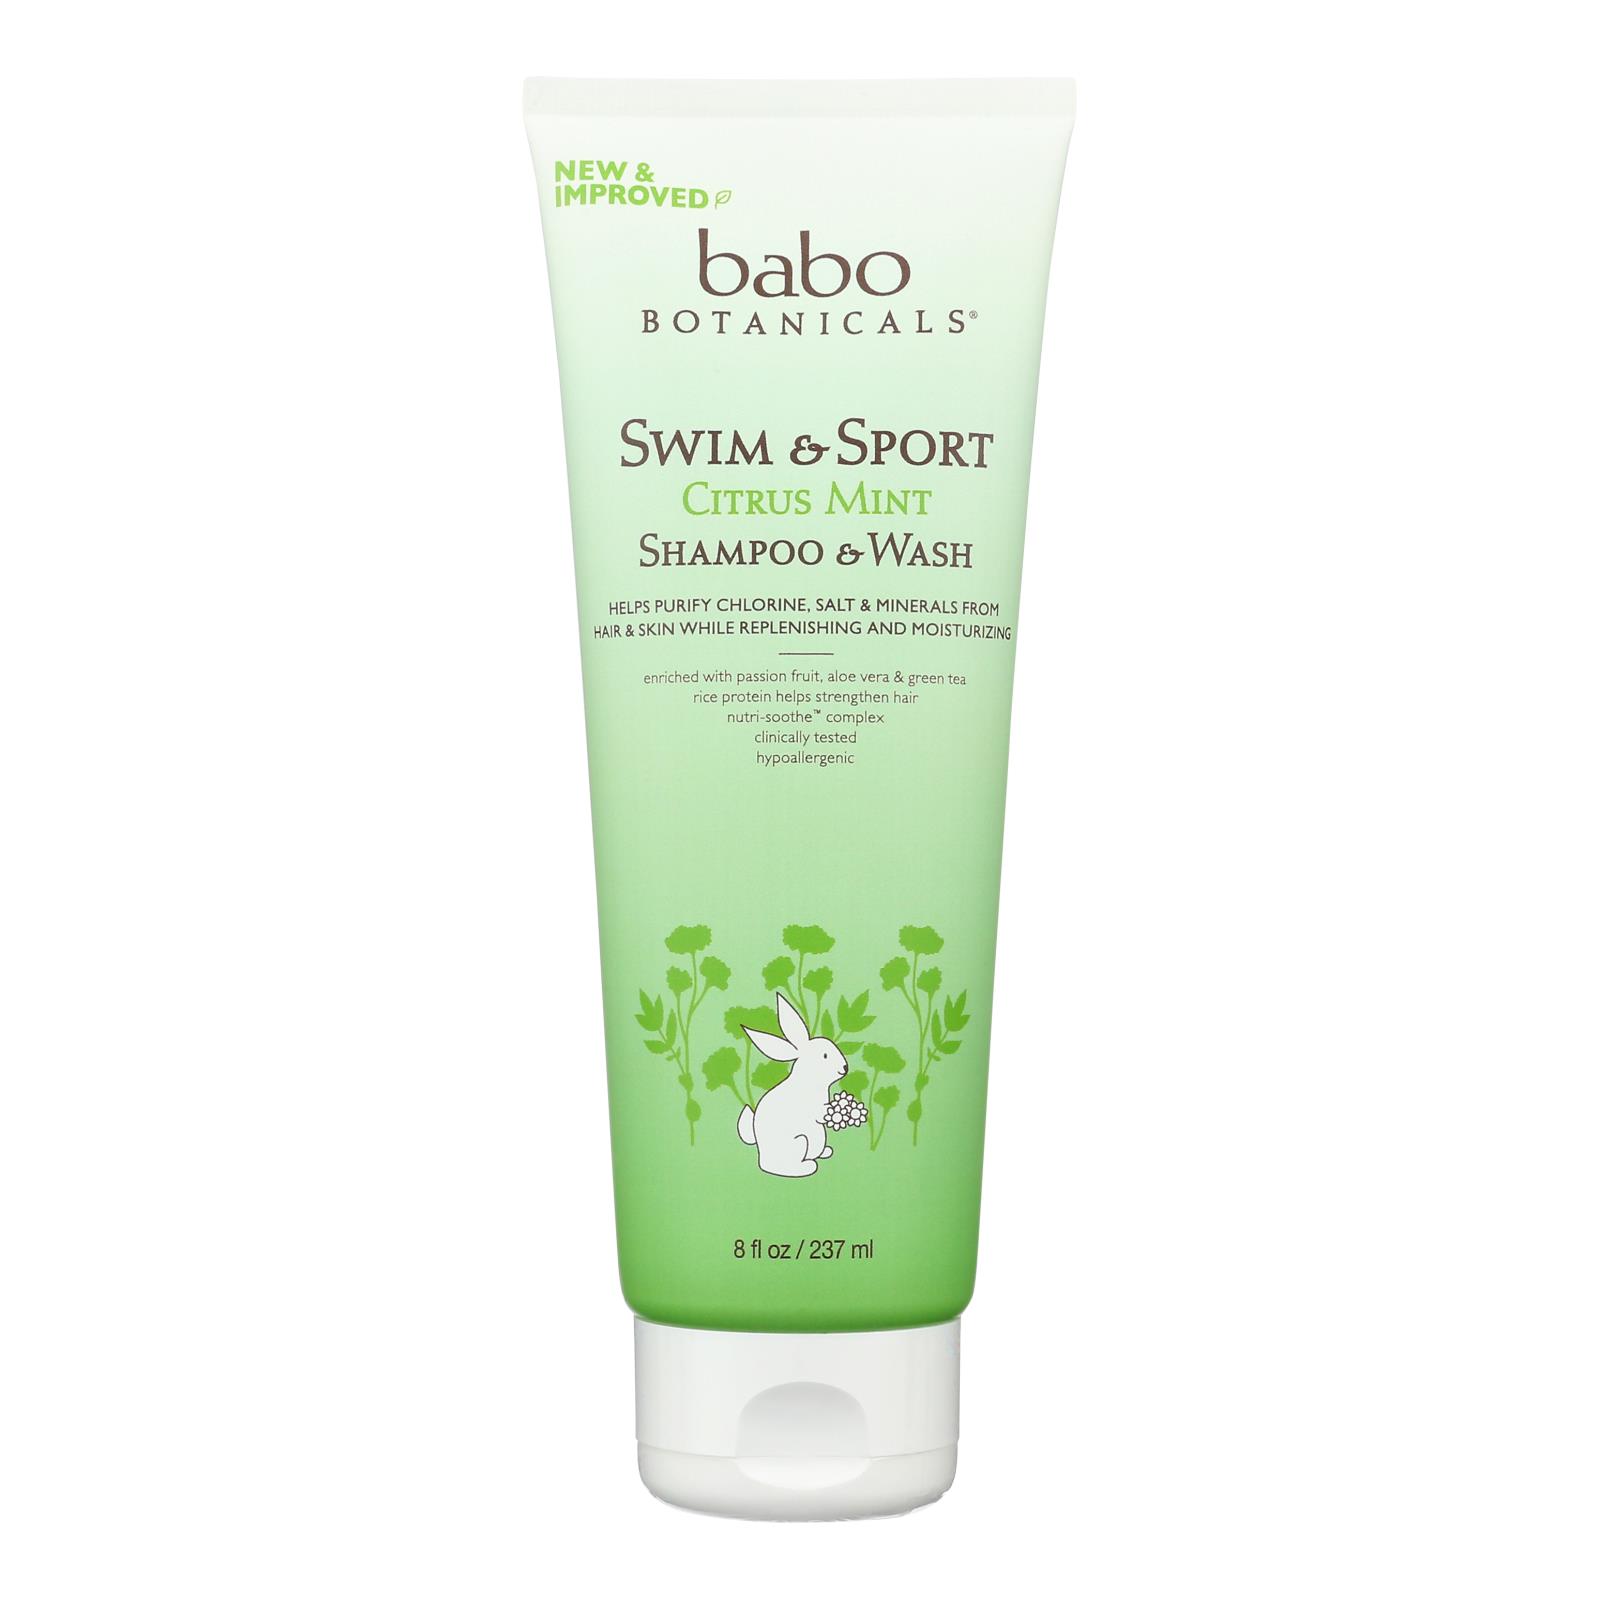 NEW &
IMPROVED
babo
BOTANICALS®
SWIM & SPORT
CITRUS MINT
SHAMPOO & WASH
HELPS PURIFY CHLORINE, SALT & MINERALS FROM
HAIR & SKIN WHILE REPLENISHING AND MOISTURIZING
enriched with passion fruit, aloe vera & green tea
rice protein helps strengthen hair
nutri-soothe™ complex
clinically tested
hypoallergenic
8 fl oz / 237 ml